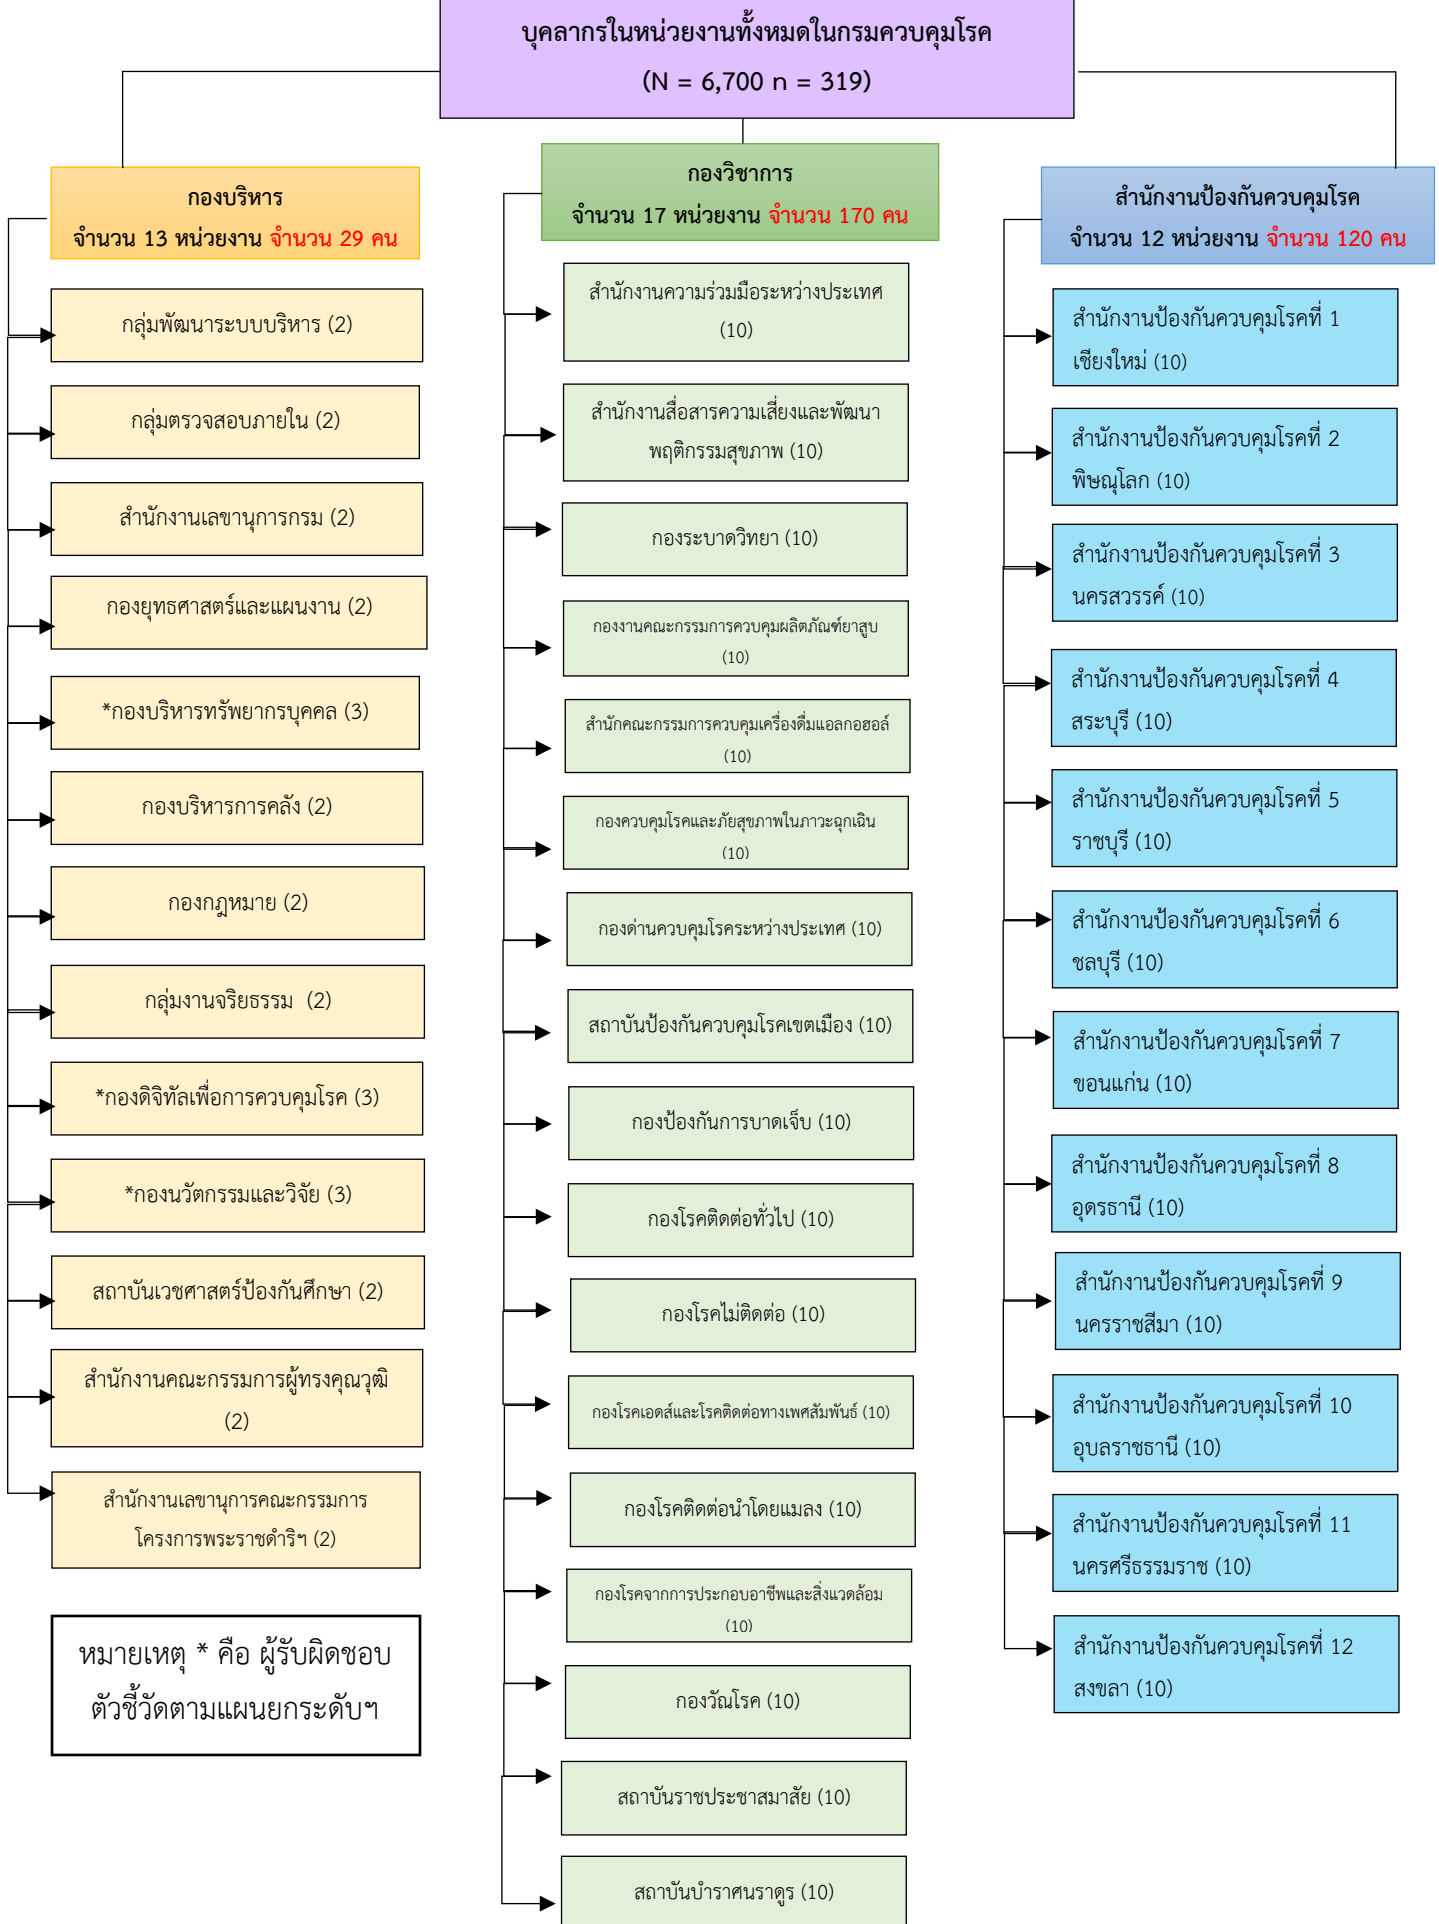 บุคลากรในหน่วยงานทั้งหมดในกรมควบคุมโรค
(N = 6,700 n = 319)
กองบริหาร
จำนวน 13 หน่วยงาน จำนวน 29 คน
กลุ่มพัฒนาระบบบริหาร (2)
กลุ่มตรวจสอบภายใน (2)
สำนักงานเลขานุการกรม (2)
กองยุทธศาสตร์และแผนงาน (2)
*กองบริหารทรัพยากรบุคคล (3)
กองบริหารการคลัง (2)
กองกฎหมาย (2)
กลุ่มงานจริยธรรม (2)
*กองดิจิทัลเพื่อการควบคุมโรค (3)
*กองนวัตกรรมและวิจัย (3)
สถาบันเวชศาสตร์ป้องกันศึกษา (2)
สำนักงานคณะกรรมการผู้ทรงคุณวุฒิ
(2)
สำนักงานเลขานุการคณะกรรมการ
โครงการพระราชดำริฯ (2)
หมายเหตุ * คือ ผู้รับผิดชอบ
ตัวชี้วัดตามแผนยกระดับฯ
กองวิชาการ
จำนวน 17 หน่วยงาน จำนวน 170 คน
สำนักงานความร่วมมือระหว่างประเทศ
(10)
สำนักงานสื่อสารความเสี่ยงและพัฒนา
พฤติกรรมสุขภาพ (10)
กองระบาดวิทยา (10)
กองงานคณะกรรมการควบคุมผลิตภัณฑ์ยาสูบ
(10)
สำนักคณะกรรมการควบคุมเครื่องดื่มแอลกอฮอล์
(10)
กองควบคุมโรคและภัยสุขภาพในภาวะฉุกเฉิน
(10)
กองด่านควบคุมโรคระหว่างประเทศ (10)
สถาบันป้องกันควบคุมโรคเขตเมือง (10)
กองป้องกันการบาดเจ็บ (10)
กองโรคติดต่อทั่วไป (10)
กองโรคไม่ติดต่อ (10)
กองโรคเอดส์และโรคติดต่อทางเพศสัมพันธ์ (10)
กองโรคติดต่อนำโดยแมลง (10)
กองโรคจากการประกอบอาชีพและสิ่งแวดล้อม
(10)
กองวัณโรค (10)
สถาบันราชประชาสมาสัย (10)
สถาบันบำราศนราดูร (10)
สำนักงานป้องกันควบคุมโรค
จำนวน 12 หน่วยงาน จำนวน 120 คน
สำนักงานป้องกันควบคุมโรคที่ 1
เชียงใหม่ (10)
สำนักงานป้องกันควบคุมโรคที่ 2
พิษณุโลก (10)
สำนักงานป้องกันควบคุมโรคที่ 3
นครสวรรค์ (10)
สำนักงานป้องกันควบคุมโรคที่ 4
สระบุรี (10)
สำนักงานป้องกันควบคุมโรคที่ 5
ราชบุรี (10)
สำนักงานป้องกันควบคุมโรคที่ 6
ชลบุรี (10)
สำนักงานป้องกันควบคุมโรคที่ 7
ขอนแก่น (10)
สำนักงานป้องกันควบคุมโรคที่ 8
อุดรธานี (10)
สำนักงานป้องกันควบคุมโรคที่ 9
นครราชสีมา (10)
สำนักงานป้องกันควบคุมโรคที่ 10
อุบลราชธานี (10)
สำนักงานป้องกันควบคุมโรคที่ 11
นครศรีธรรมราช (10)
สำนักงานป้องกันควบคุมโรคที่ 12
สงขลา (10)